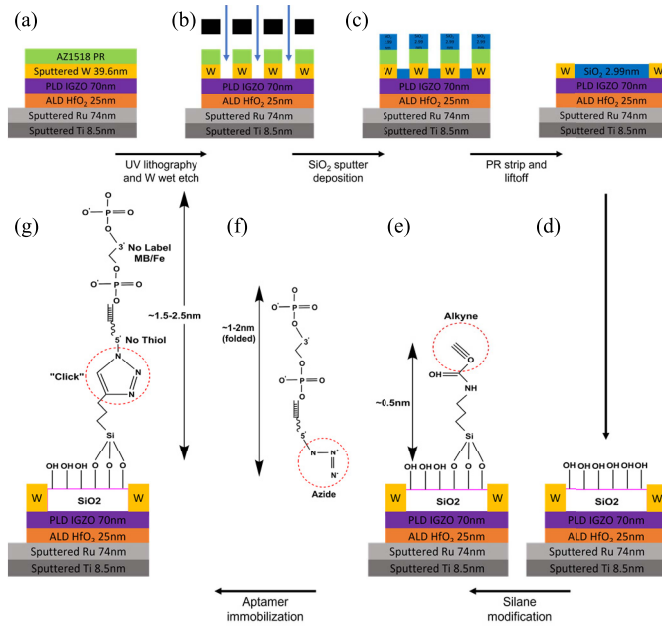 (a)
AZ1518 PR
Sputtered W 39.6nm
PLD IGZO 70nm
ALD HfO₂ 25nm
Sputtered Ru 74nm
Sputtered Ti 8.5nm
UV lithography
and W wet etch
(b)
W W W W
PLD IGZO 70nm
ALD HfO₂ 25nm
Sputtered Ru 74nm
Sputtered Ti 8.5nm
SiO₂ sputter
deposition
(c)
W W W W
PLD IGZO 70nm
ALD HfO₂ 25nm
Sputtered Ru 74nm
Sputtered Ti 8.5nm
PR strip and
liftoff
W SiO₂ 2.99nm W
PLD IGZO 70nm
ALD HfO₂ 25nm
Sputtered Ru 74nm
Sputtered Ti 8.5nm
(g)
O
O⁻ P O
O
3'
No Label
MB/Fe
O
O⁻ P O
O
~1.5-2.5nm
5'
No Thiol
"Click"
N
N
N
Si
OH OH OH O O O
SiO2
W W
PLD IGZO 70nm
ALD HfO₂ 25nm
Sputtered Ru 74nm
Sputtered Ti 8.5nm
(f)
~1-2nm
(folded)
O⁻
O⁻ P O
O
3'
O
O⁻ P O
O
5'
N N⁺
N⁻
Azide
Aptamer
immobilization
(e)
Alkyne
O
OH
NH
~0.5nm
Si
OH OH OH O O O
SiO2
W W
PLD IGZO 70nm
ALD HfO₂ 25nm
Sputtered Ru 74nm
Sputtered Ti 8.5nm
Silane
modification
(d)
OH OH OH OH OH OH
SiO2
W W
PLD IGZO 70nm
ALD HfO₂ 25nm
Sputtered Ru 74nm
Sputtered Ti 8.5nm